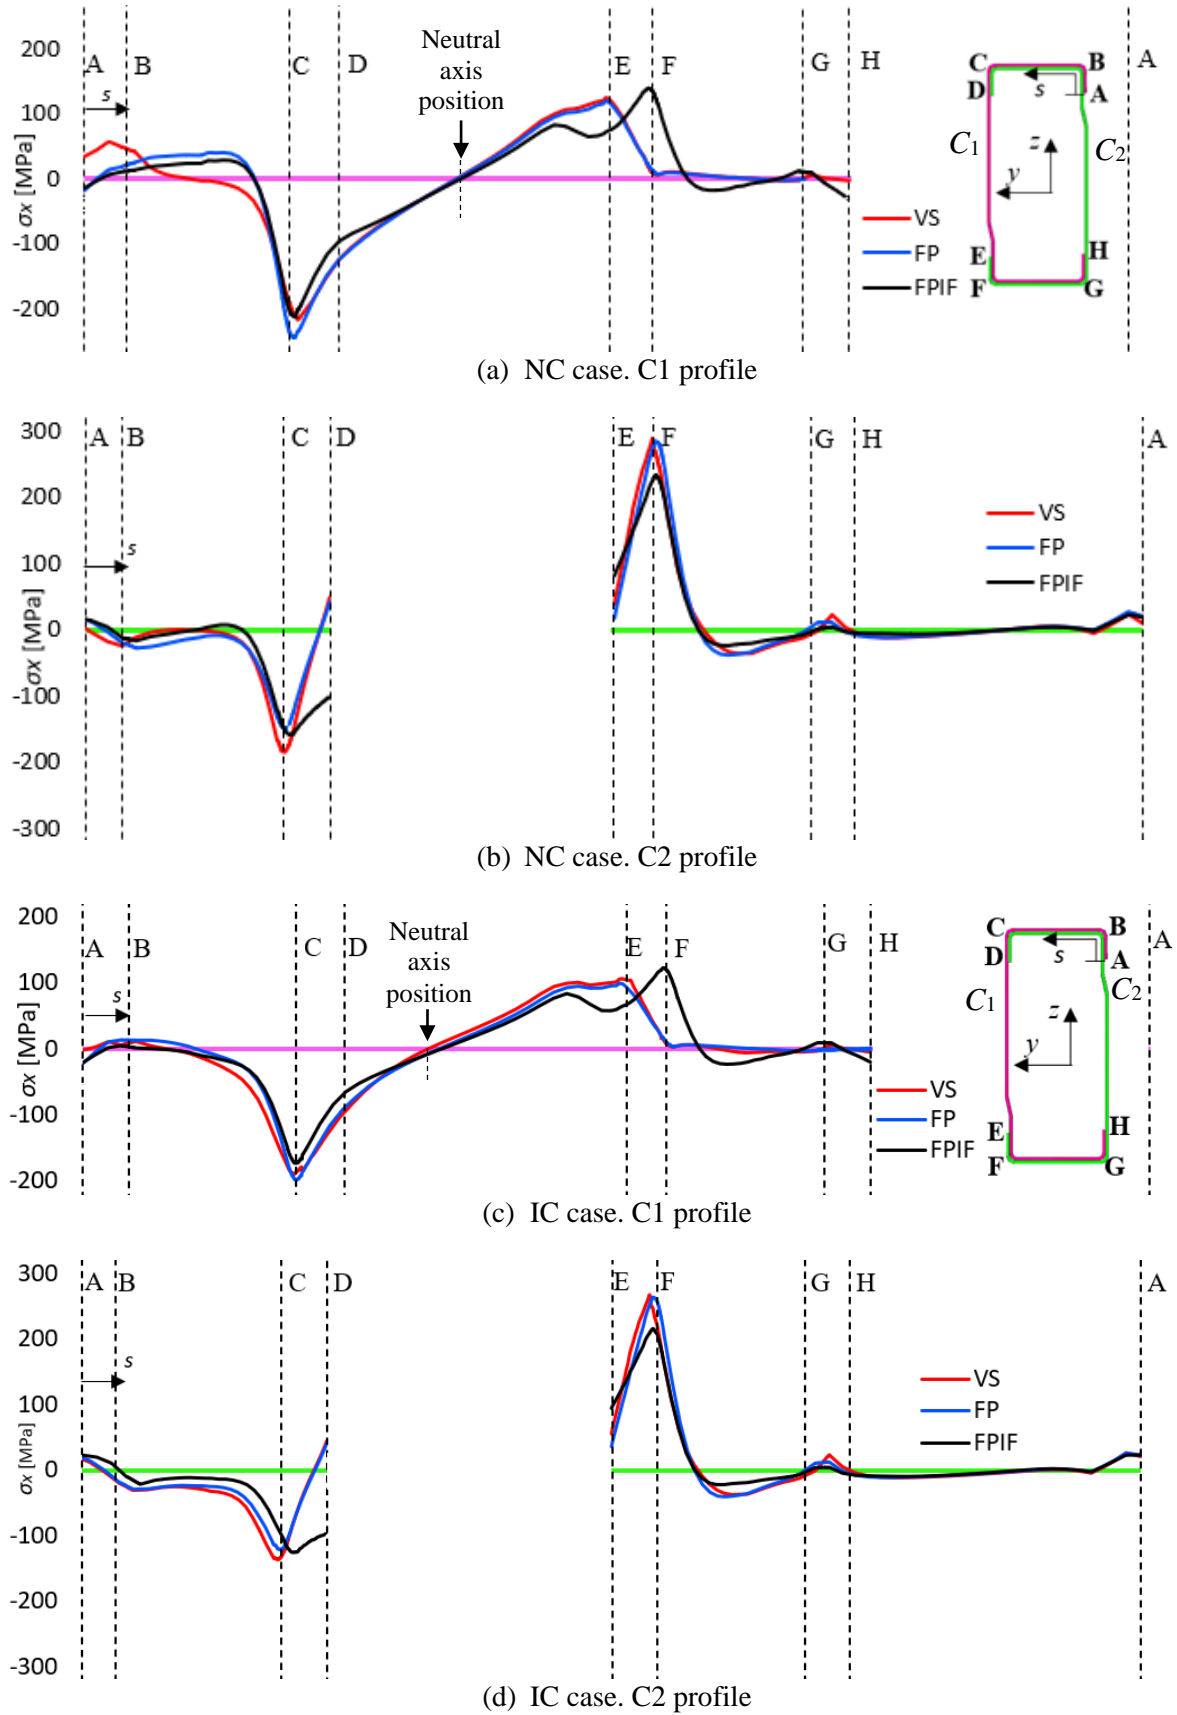 200
100
0
-100
-200
σx [MPa]
A
B
C
D
E
F
G
H
A
s
Neutral
axis
position
VS
FP
FPIF
C
B
D
s
A
C1
C2
z
y
E
H
F
G
(a) NC case. C1 profile
300
200
100
0
-100
-200
-300
σx [MPa]
A
B
C
D
E
F
G
H
A
s
VS
FP
FPIF
(b) NC case. C2 profile
200
100
0
-100
-200
σx [MPa]
A
B
C
D
E
F
G
H
A
s
Neutral
axis
position
VS
FP
FPIF
C
B
D
s
A
C1
C2
z
y
E
H
F
G
(c) IC case. C1 profile
300
200
100
0
-100
-200
-300
σx [MPa]
A
B
C
D
E
F
G
H
A
s
VS
FP
FPIF
(d) IC case. C2 profile